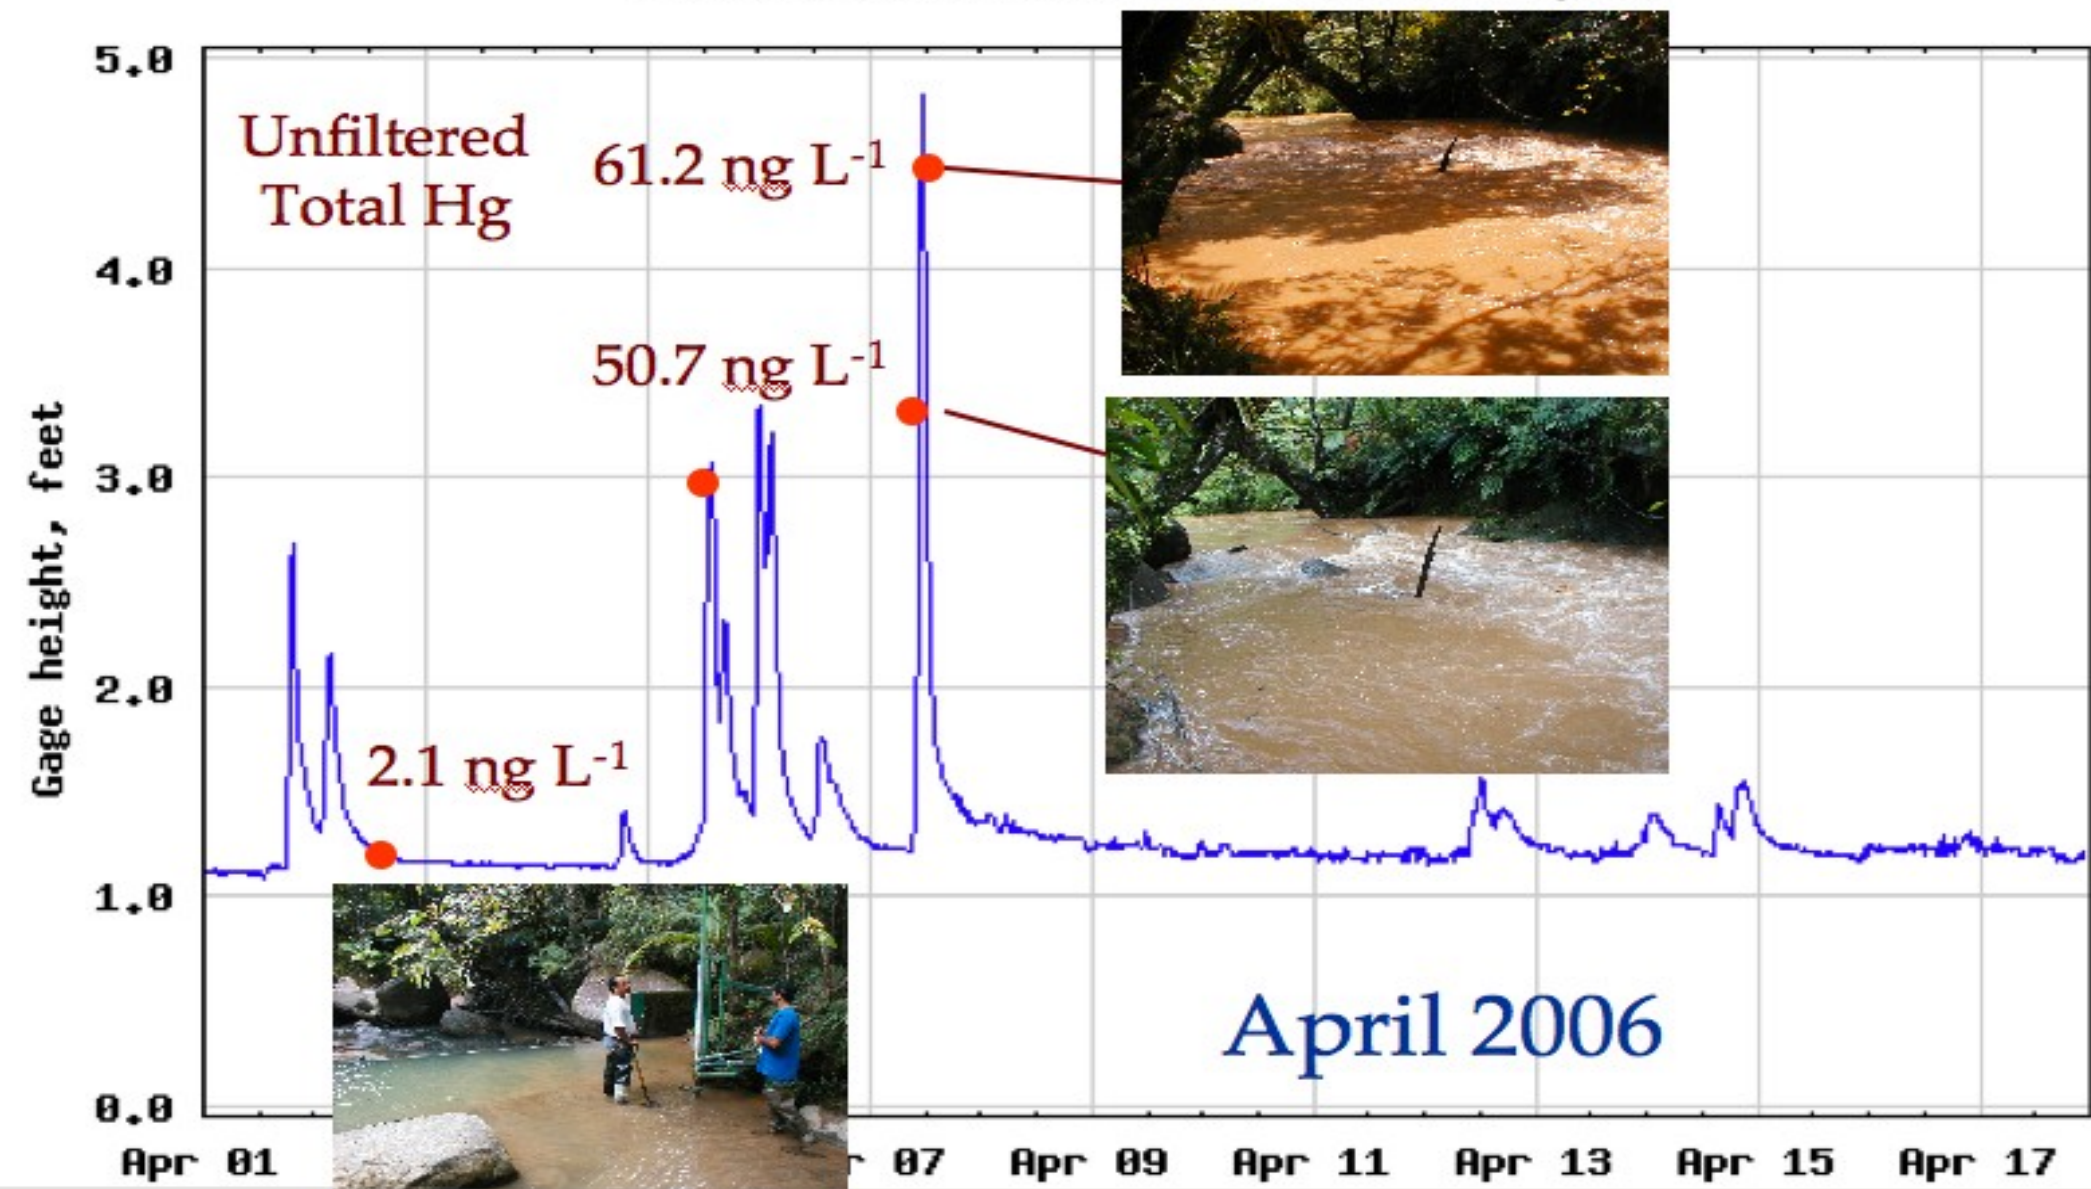 5.0
Unfiltered
Total Hg
61.2 ng L-1
4.0
50.7 ng L-1
Gage height, feet
3.0
2.0
2.1 ng L-1
1.0
April 2006
0.0
Apr 01
07
Apr 09
Apr 11
Apr 13
Apr 15
Apr 17